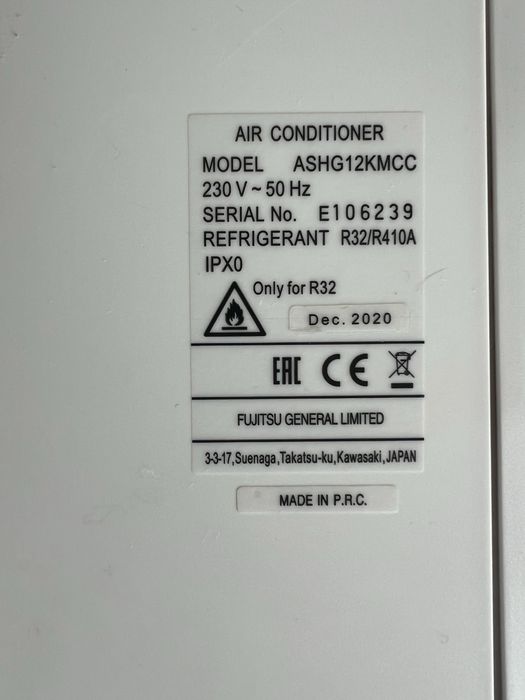 AIR CONDITIONER
MODEL ASHG12KMCC
230 V ~ 50 Hz
SERIAL No. E106239
REFRIGERANT R32/R410A
IPX0
Only for R32
Dec. 2020
EAC CE
FUJITSU GENERAL LIMITED
3-3-17,Suenaga,Takatsu-ku,Kawasaki,JAPAN
MADE IN P.R.C.